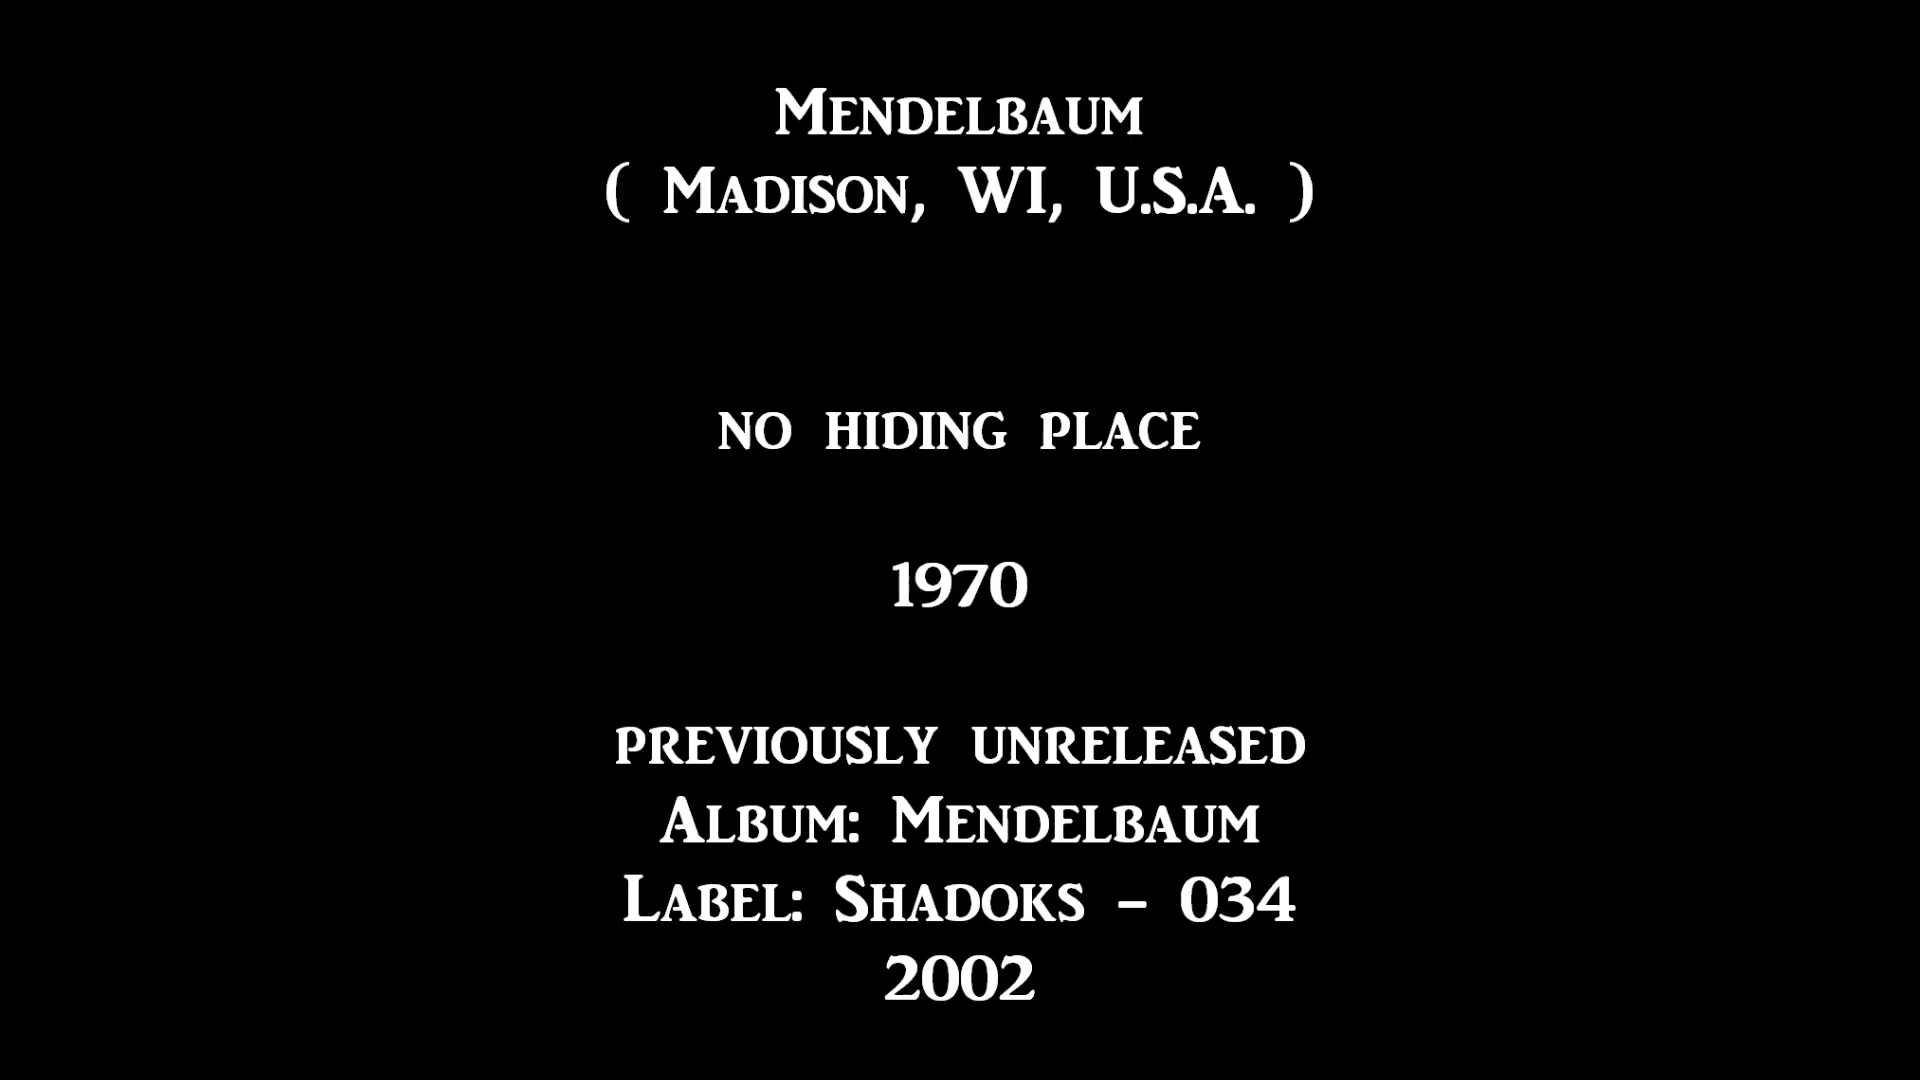 Mendelbaum
( Madison, WI, U.S.A. )
NO HIDING PLACE
1970
PREVIOUSLY UNRELEASED
Album: Mendelbaum
Label: Shadoks – 034
2002